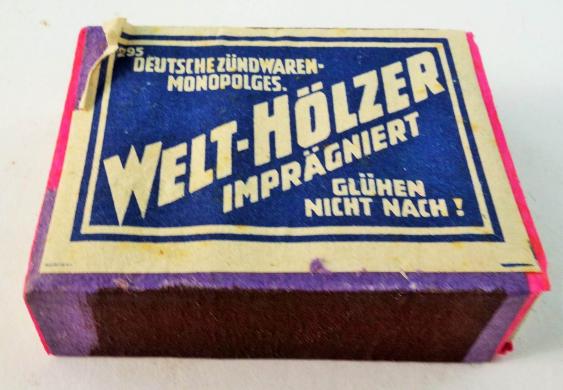 295
DEUTSCHE ZÜNDWAREN-
MONOPOLGES.
WELT-HÖLZER
IMPRÄGNIERT
GLÜHEN
NICHT NACH!